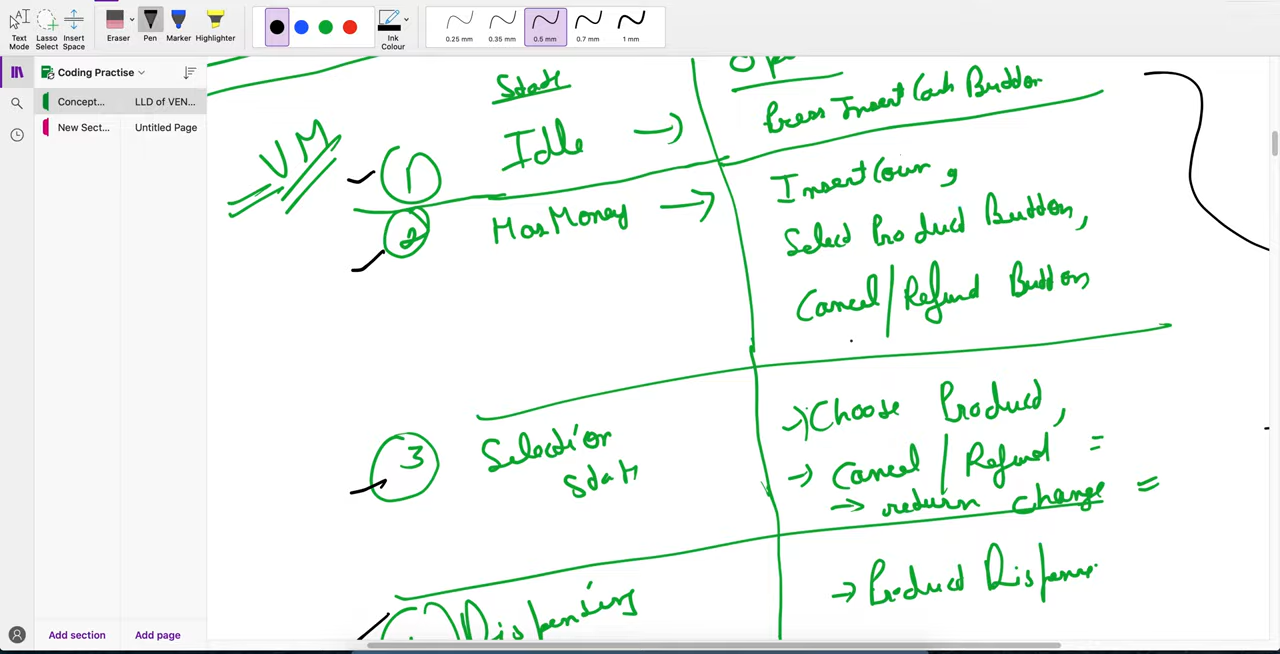 Text Mode
Lasso Select
Insert Space
Eraser
Pen
Marker
Highlighter
Ink Colour
0.25 mm
0.35 mm
0.5 mm
0.7 mm
1 mm
Coding Practise
Concept...
LLD of VEN...
New Sect...
Untitled Page
State
Press Insert Cash Button
VM
1
Idle →
2
HasMoney →
Insert Coin,
Select Product Button,
Cancel/Refund Button
3
Selection
State
→ Choose Product,
→ Cancel/Refund =
→ return change =
Dispensing
→ Product Dispense
Add section
Add page